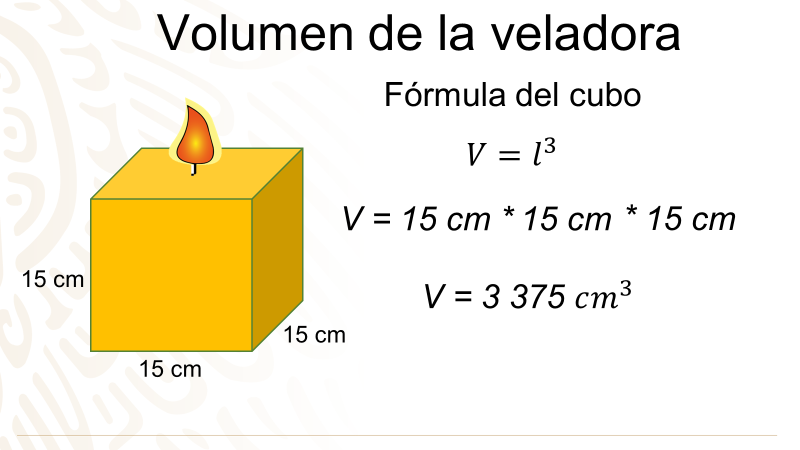 Volumen de la veladora
Fórmula del cubo
V = l³
V = 15 cm * 15 cm * 15 cm
V = 3 375 cm³
15 cm
15 cm
15 cm